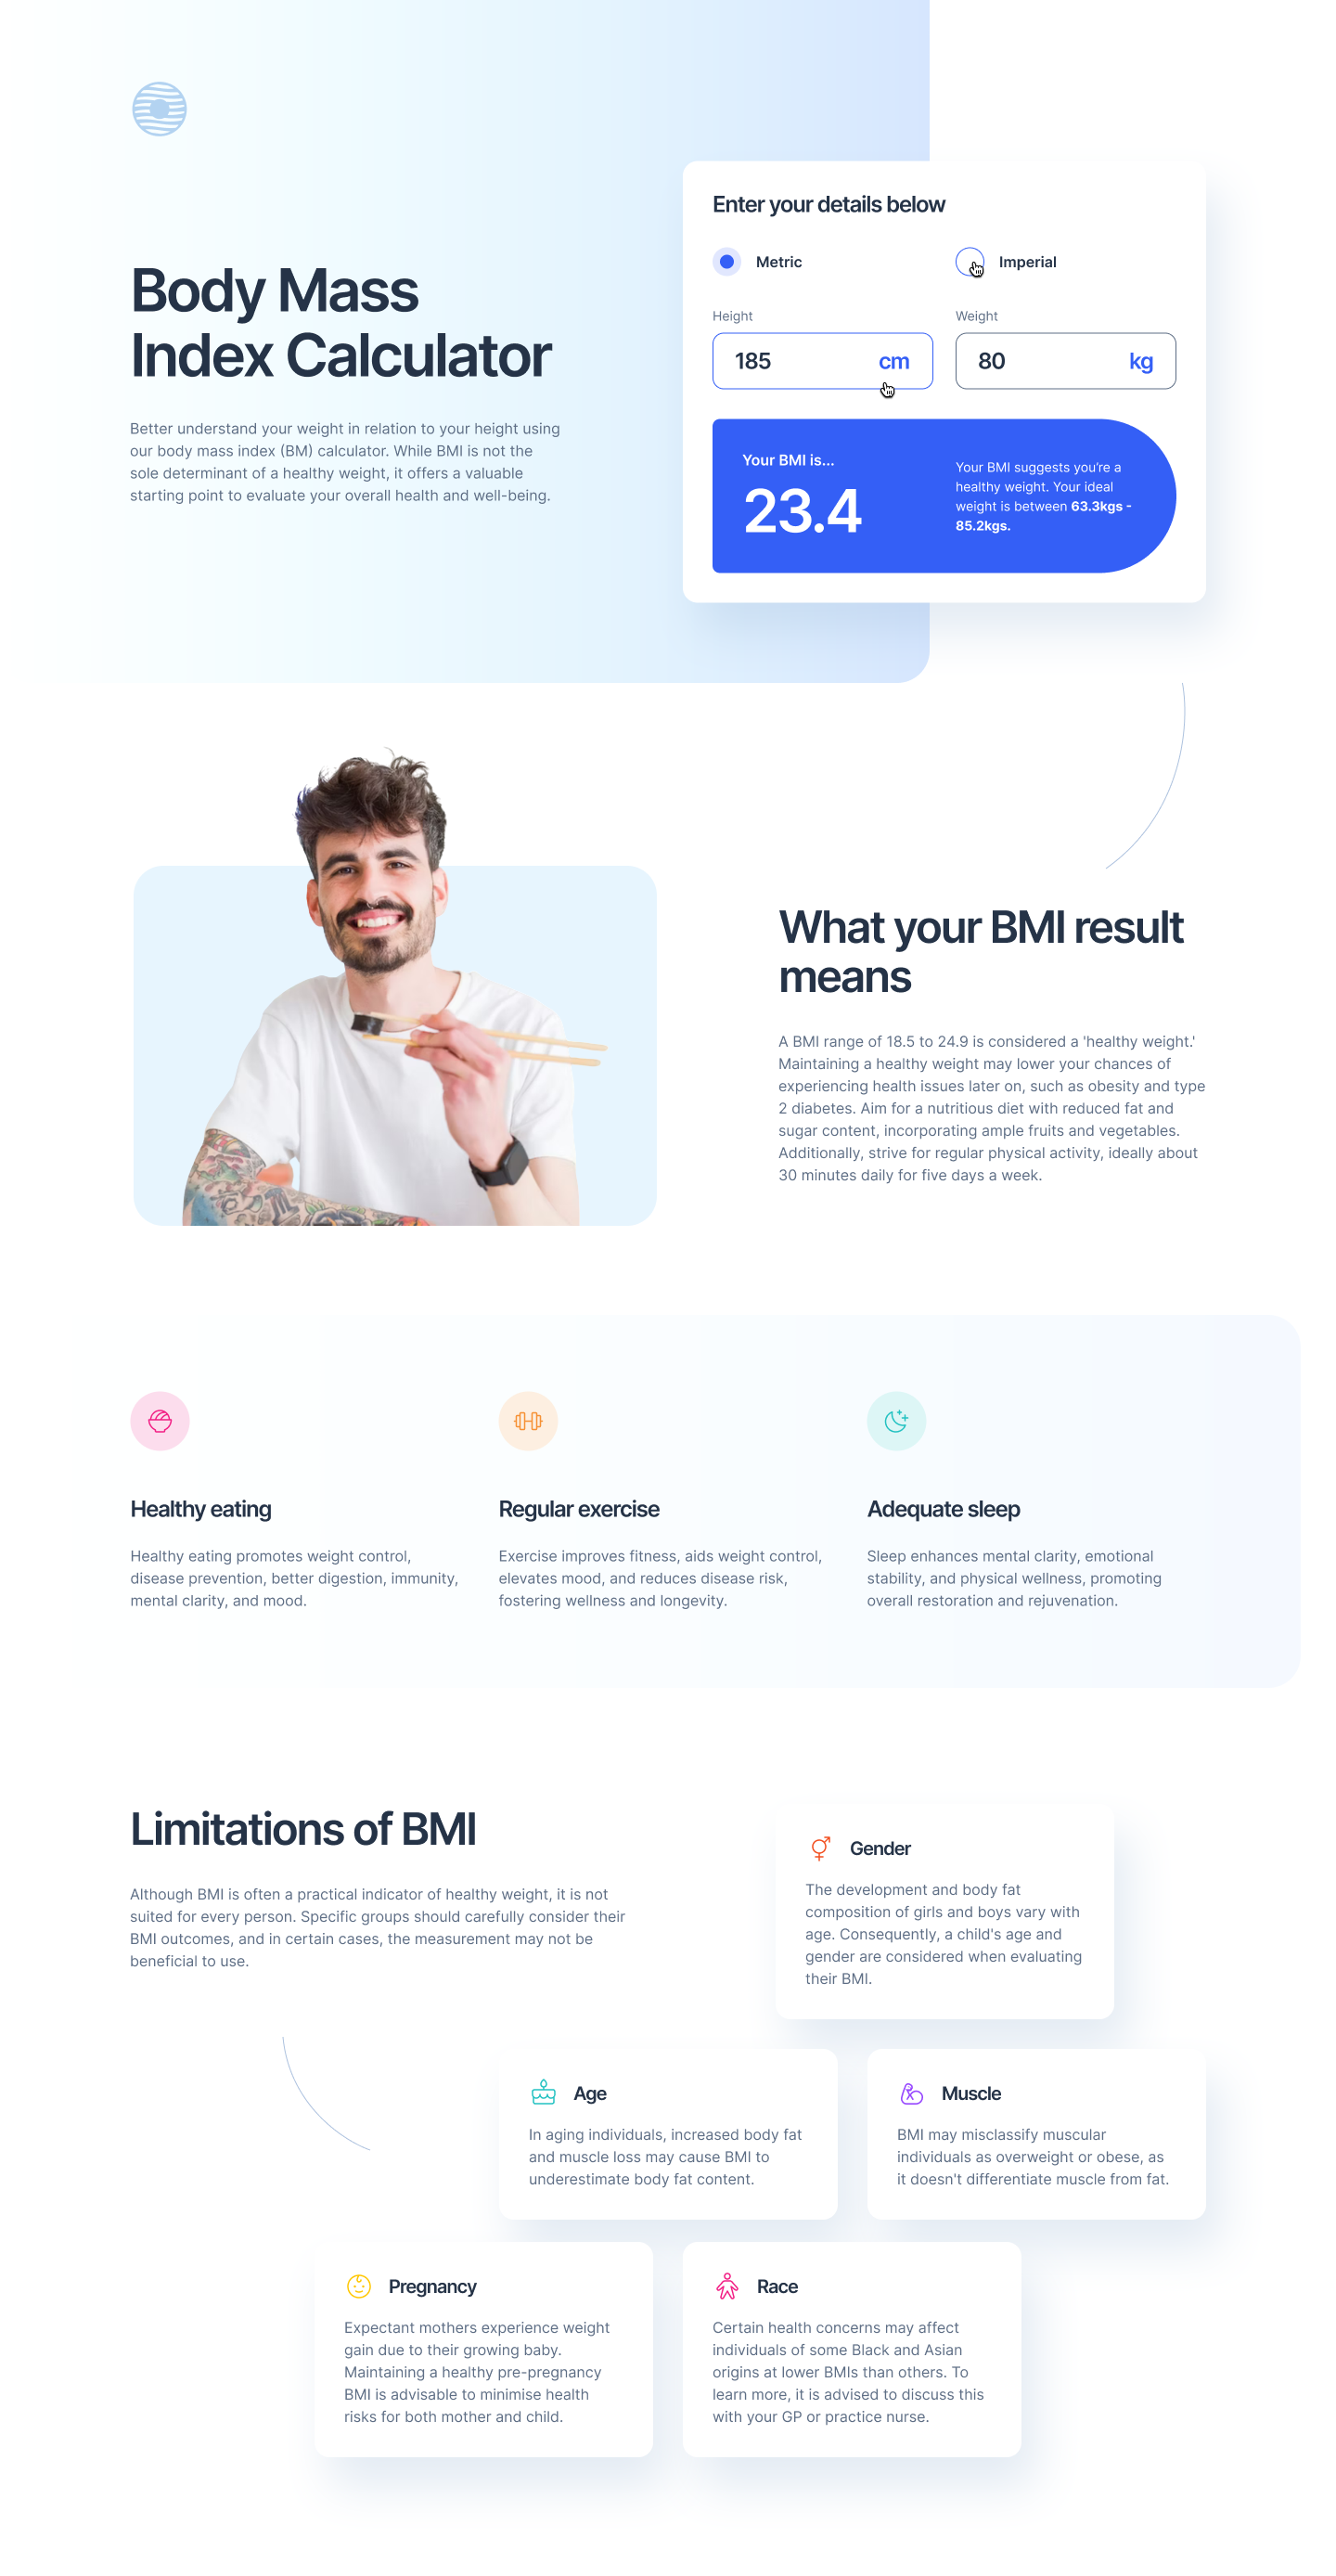 Body Mass
Index Calculator
Better understand your weight in relation to your height using
our body mass index (BM) calculator. While BMI is not the
sole determinant of a healthy weight, it offers a valuable
starting point to evaluate your overall health and well-being.
Enter your details below
Metric
Imperial
Height
Weight
185 cm
80 kg
Your BMI is...
23.4
Your BMI suggests you're a
healthy weight. Your ideal
weight is between 63.3kgs -
85.2kgs.
What your BMI result
means
A BMI range of 18.5 to 24.9 is considered a 'healthy weight.'
Maintaining a healthy weight may lower your chances of
experiencing health issues later on, such as obesity and type
2 diabetes. Aim for a nutritious diet with reduced fat and
sugar content, incorporating ample fruits and vegetables.
Additionally, strive for regular physical activity, ideally about
30 minutes daily for five days a week.
Healthy eating
Healthy eating promotes weight control,
disease prevention, better digestion, immunity,
mental clarity, and mood.
Regular exercise
Exercise improves fitness, aids weight control,
elevates mood, and reduces disease risk,
fostering wellness and longevity.
Adequate sleep
Sleep enhances mental clarity, emotional
stability, and physical wellness, promoting
overall restoration and rejuvenation.
Limitations of BMI
Although BMI is often a practical indicator of healthy weight, it is not
suited for every person. Specific groups should carefully consider their
BMI outcomes, and in certain cases, the measurement may not be
beneficial to use.
Gender
The development and body fat
composition of girls and boys vary with
age. Consequently, a child's age and
gender are considered when evaluating
their BMI.
Age
In aging individuals, increased body fat
and muscle loss may cause BMI to
underestimate body fat content.
Muscle
BMI may misclassify muscular
individuals as overweight or obese, as
it doesn't differentiate muscle from fat.
Pregnancy
Expectant mothers experience weight
gain due to their growing baby.
Maintaining a healthy pre-pregnancy
BMI is advisable to minimise health
risks for both mother and child.
Race
Certain health concerns may affect
individuals of some Black and Asian
origins at lower BMIs than others. To
learn more, it is advised to discuss this
with your GP or practice nurse.